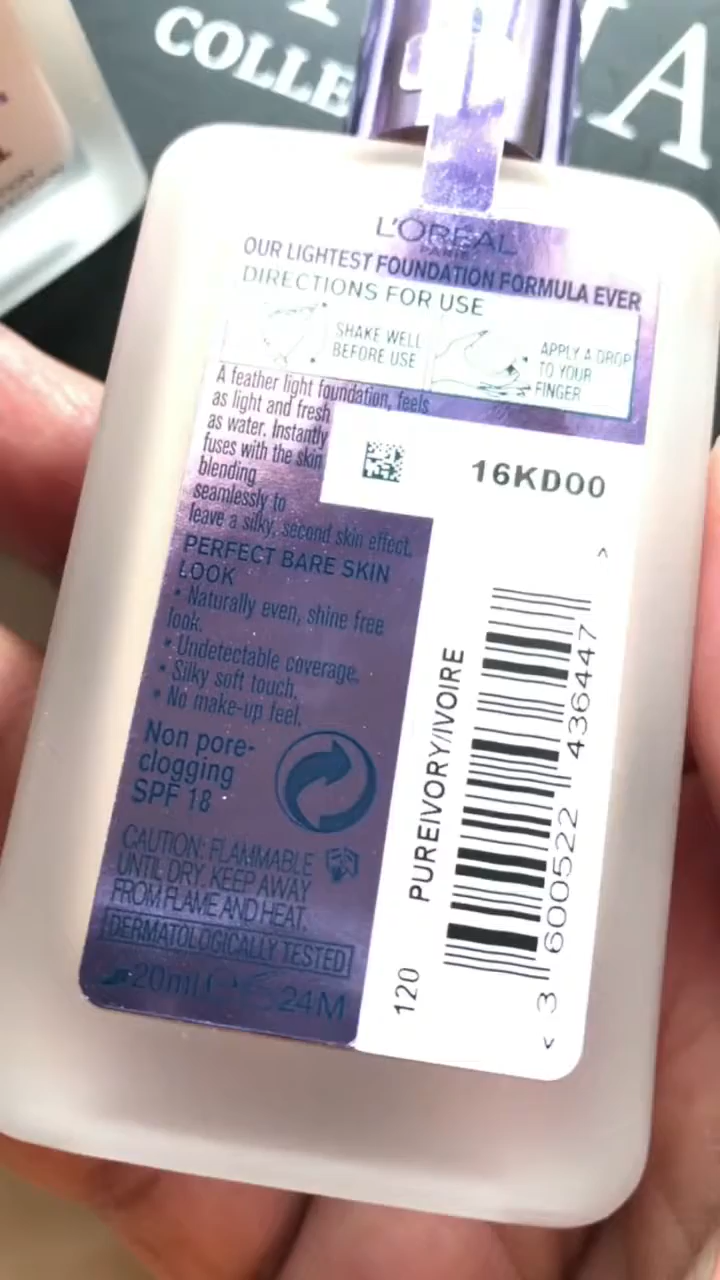 COLLE
L'ORÉAL
PARIS
OUR LIGHTEST FOUNDATION FORMULA EVER
DIRECTIONS FOR USE
SHAKE WELL
BEFORE USE
APPLY A DROP
TO YOUR
FINGER
A feather light foundation, feels
as light and fresh
as water. Instantly
fuses with the skin
blending
seamlessly to
leave a silky, second skin effect.
PERFECT BARE SKIN
LOOK
• Naturally even, shine free
look.
• Undetectable coverage.
• Silky soft touch.
• No make-up feel.
Non pore-
clogging
SPF 18
CAUTION: FLAMMABLE
UNTIL DRY. KEEP AWAY
FROM FLAME AND HEAT.
DERMATOLOGICALLY TESTED
20ml 24M
16KD00
120 PUREIVORY/IVOIRE
< 3 600522 436447 >